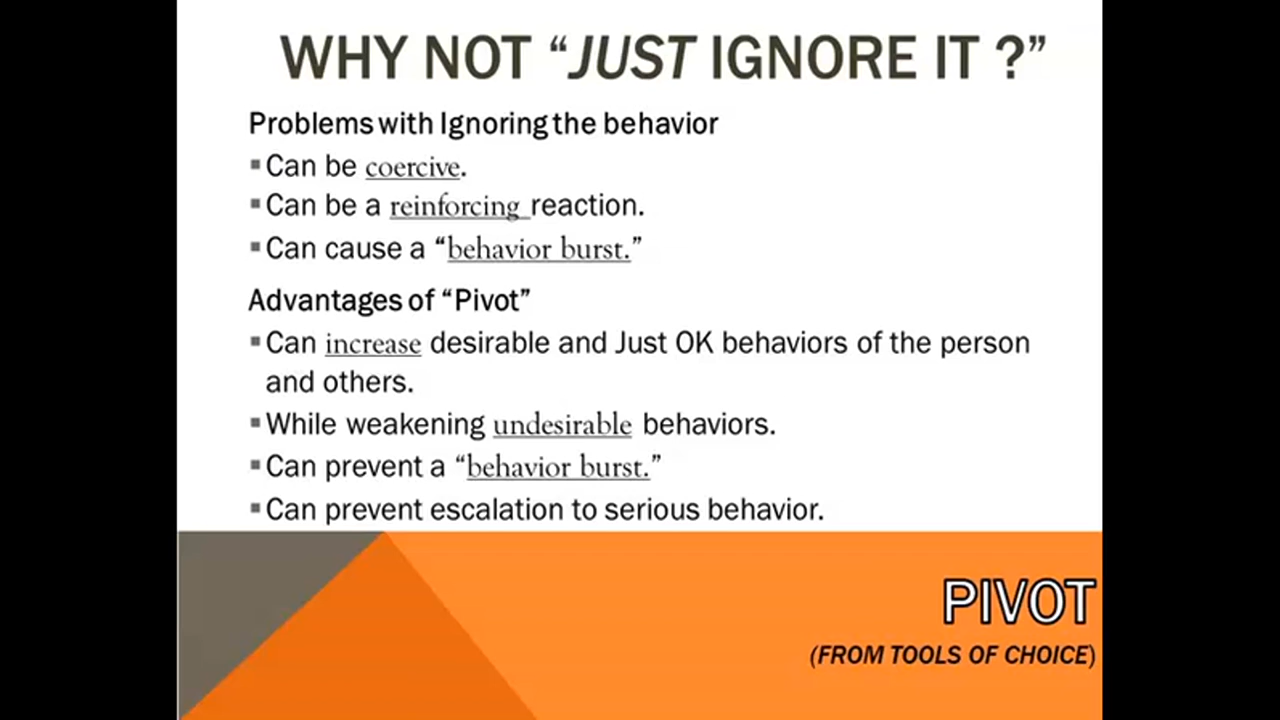 WHY NOT “JUST IGNORE IT ?”
Problems with Ignoring the behavior
▪Can be coercive.
▪Can be a reinforcing reaction.
▪Can cause a “behavior burst.”
Advantages of “Pivot”
▪Can increase desirable and Just OK behaviors of the person
and others.
▪While weakening undesirable behaviors.
▪Can prevent a “behavior burst.”
▪Can prevent escalation to serious behavior.
PIVOT
(FROM TOOLS OF CHOICE)